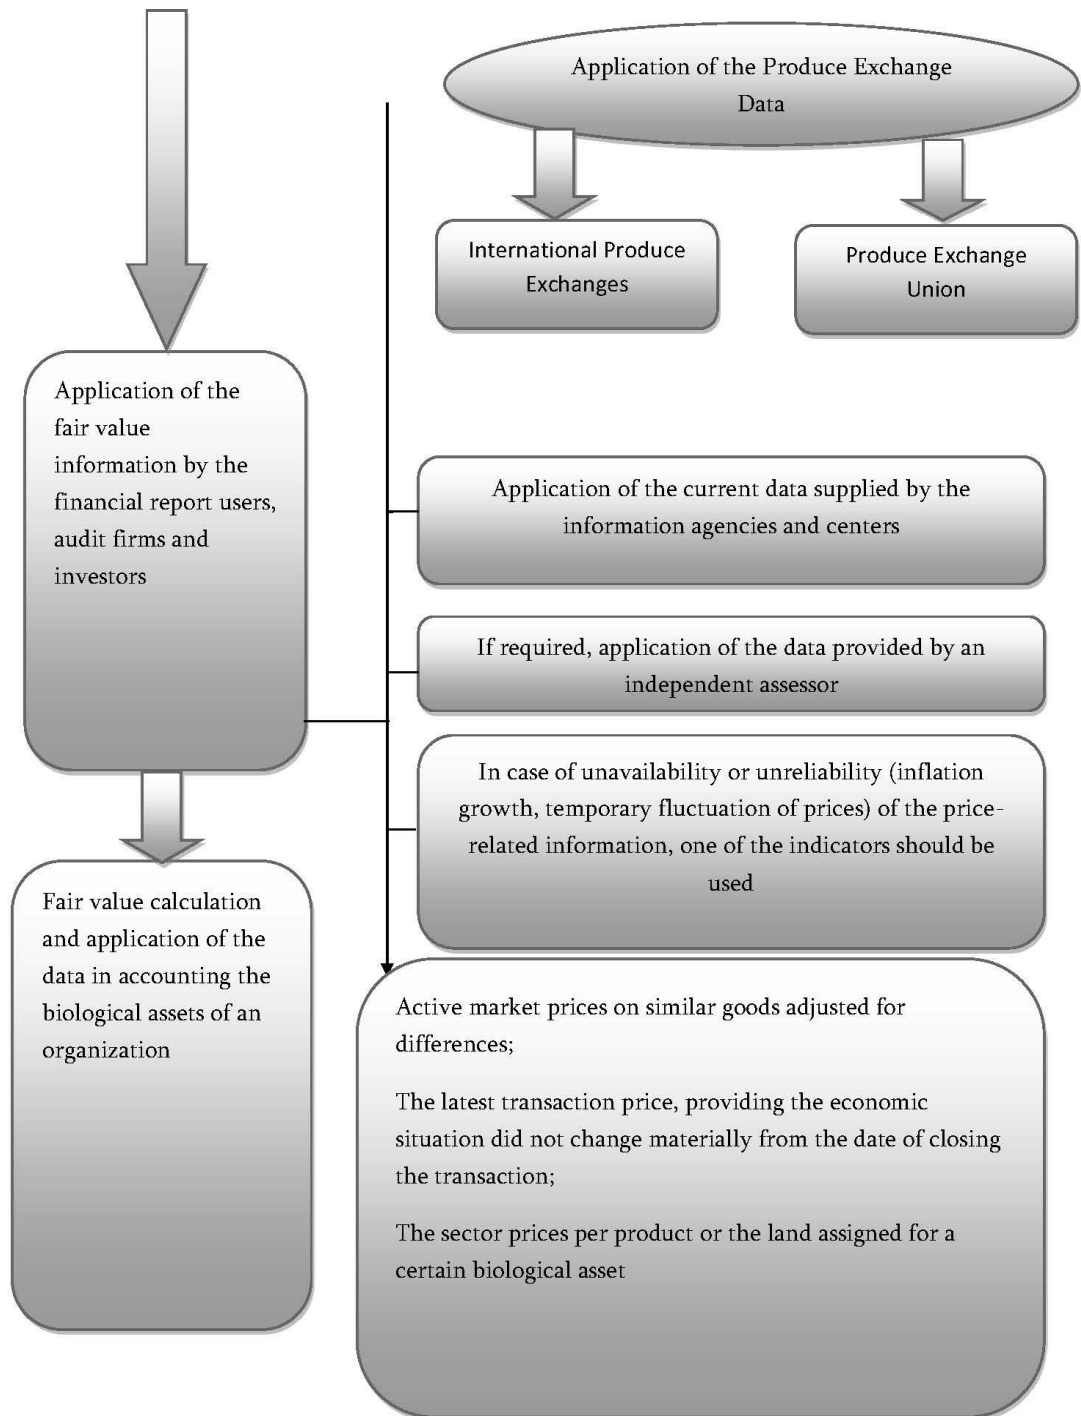 Application of the Produce Exchange
Data
International Produce
Exchanges
Produce Exchange
Union
Application of the
fair value
information by the
financial report users,
audit firms and
investors
Application of the current data supplied by the
information agencies and centers
If required, application of the data provided by an
independent assessor
In case of unavailability or unreliability (inflation
growth, temporary fluctuation of prices) of the price-
related information, one of the indicators should be
used
Fair value calculation
and application of the
data in accounting the
biological assets of an
organization
Active market prices on similar goods adjusted for
differences;
The latest transaction price, providing the economic
situation did not change materially from the date of closing
the transaction;
The sector prices per product or the land assigned for a
certain biological asset